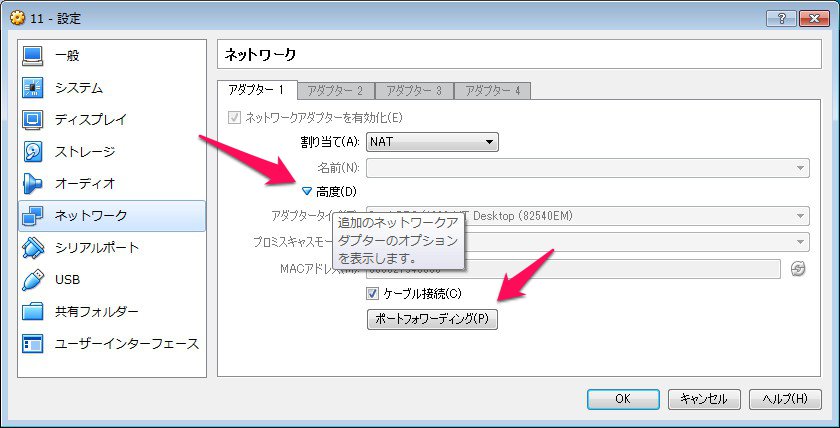 11 - 設定
一般
システム
ディスプレイ
ストレージ
オーディオ
ネットワーク
シリアルポート
USB
共有フォルダー
ユーザーインターフェース
ネットワーク
アダプター 1
アダプター 2
アダプター 3
アダプター 4
ネットワークアダプターを有効化(E)
割り当て(A): NAT
名前(N):
高度(D)
アダプタータイプ Desktop (82540EM)
プロミスキャスモー
MACアドレス
追加のネットワークア
ダプターのオプション
を表示します。
ケーブル接続(C)
ポートフォワーディング(P)
OK
キャンセル
ヘルプ(H)